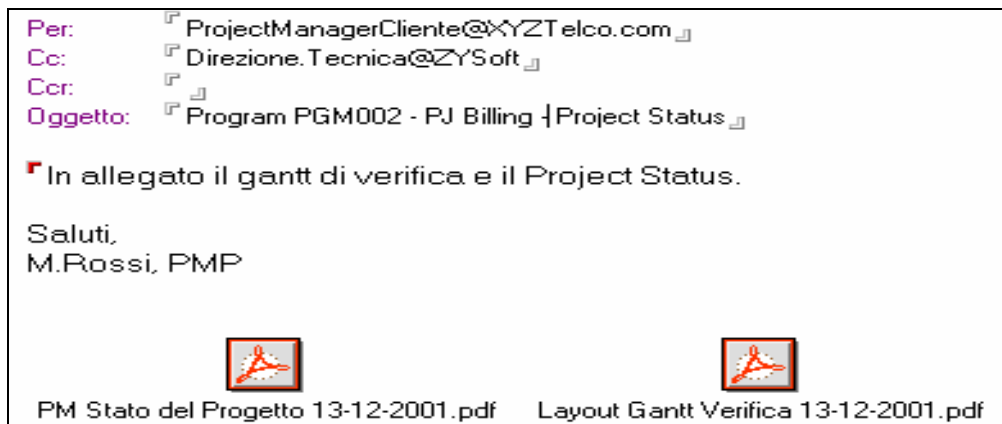 Per: ProjectManagerCliente@XYZTelco.com
Cc: Direzione.Tecnica@ZYSoft
Ccr:
Oggetto: Program PGM002 - PJ Billing -|Project Status
In allegato il gantt di verifica e il Project Status.
Saluti,
M.Rossi, PMP
PM Stato del Progetto 13-12-2001.pdf Layout Gantt Verifica 13-12-2001.pdf